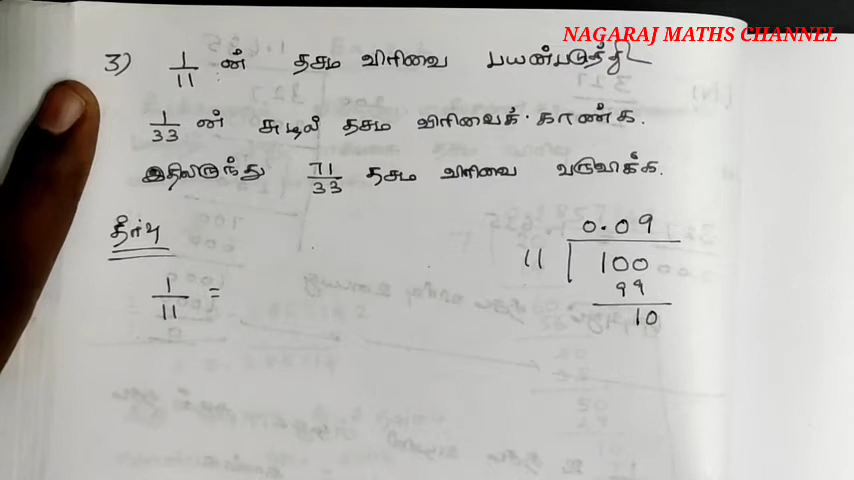 NAGARAJ MATHS CHANNEL
3) 1/11 ன் தசம விரிவை பயன்படுத்தி
1/33 ன் சுழல் தசம விரிவைக் காண்க.
இதிலிருந்து 71/33 தசம விரிவை வருவிக்க.
தீர்வு
0.09
11 100
99
10
1/11 =